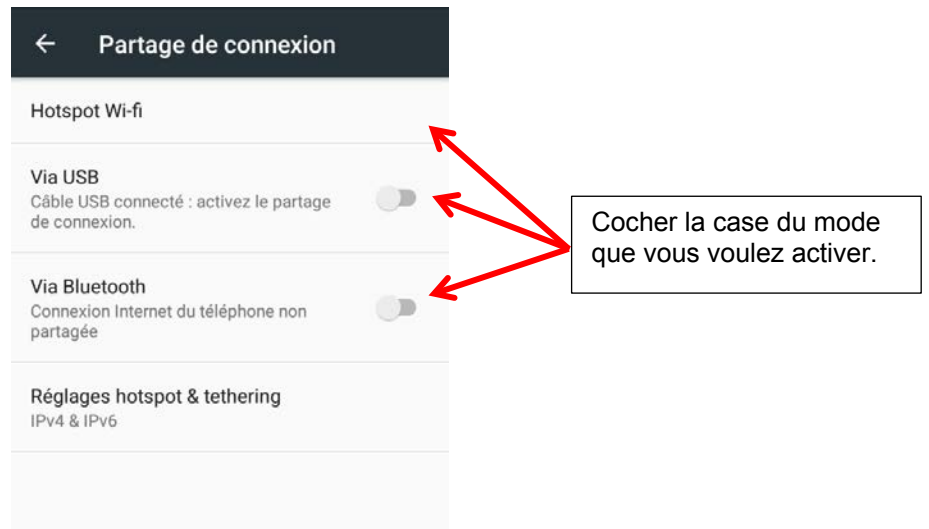 Partage de connexion
Hotspot Wi-fi
Via USB
Câble USB connecté : activez le partage
de connexion.
Via Bluetooth
Connexion Internet du téléphone non
partagée
Réglages hotspot & tethering
IPv4 & IPv6
Cocher la case du mode
que vous voulez activer.